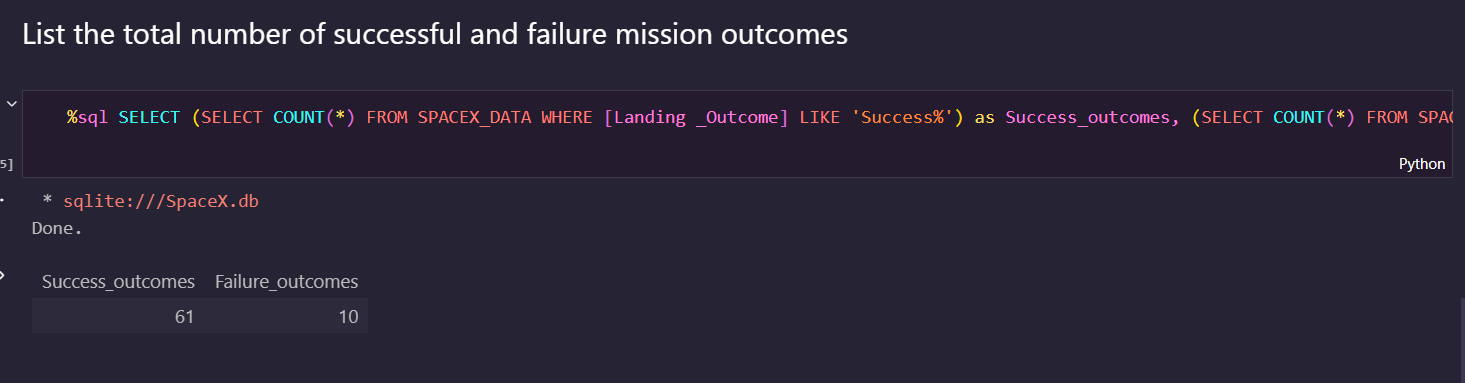 List the total number of successful and failure mission outcomes
%sql SELECT (SELECT COUNT(*) FROM SPACEX_DATA WHERE [Landing _Outcome] LIKE 'Success%') as Success_outcomes, (SELECT COUNT(*) FROM SPAC
5]
Python
* sqlite:///SpaceX.db
Done.
Success_outcomes Failure_outcomes
61 10